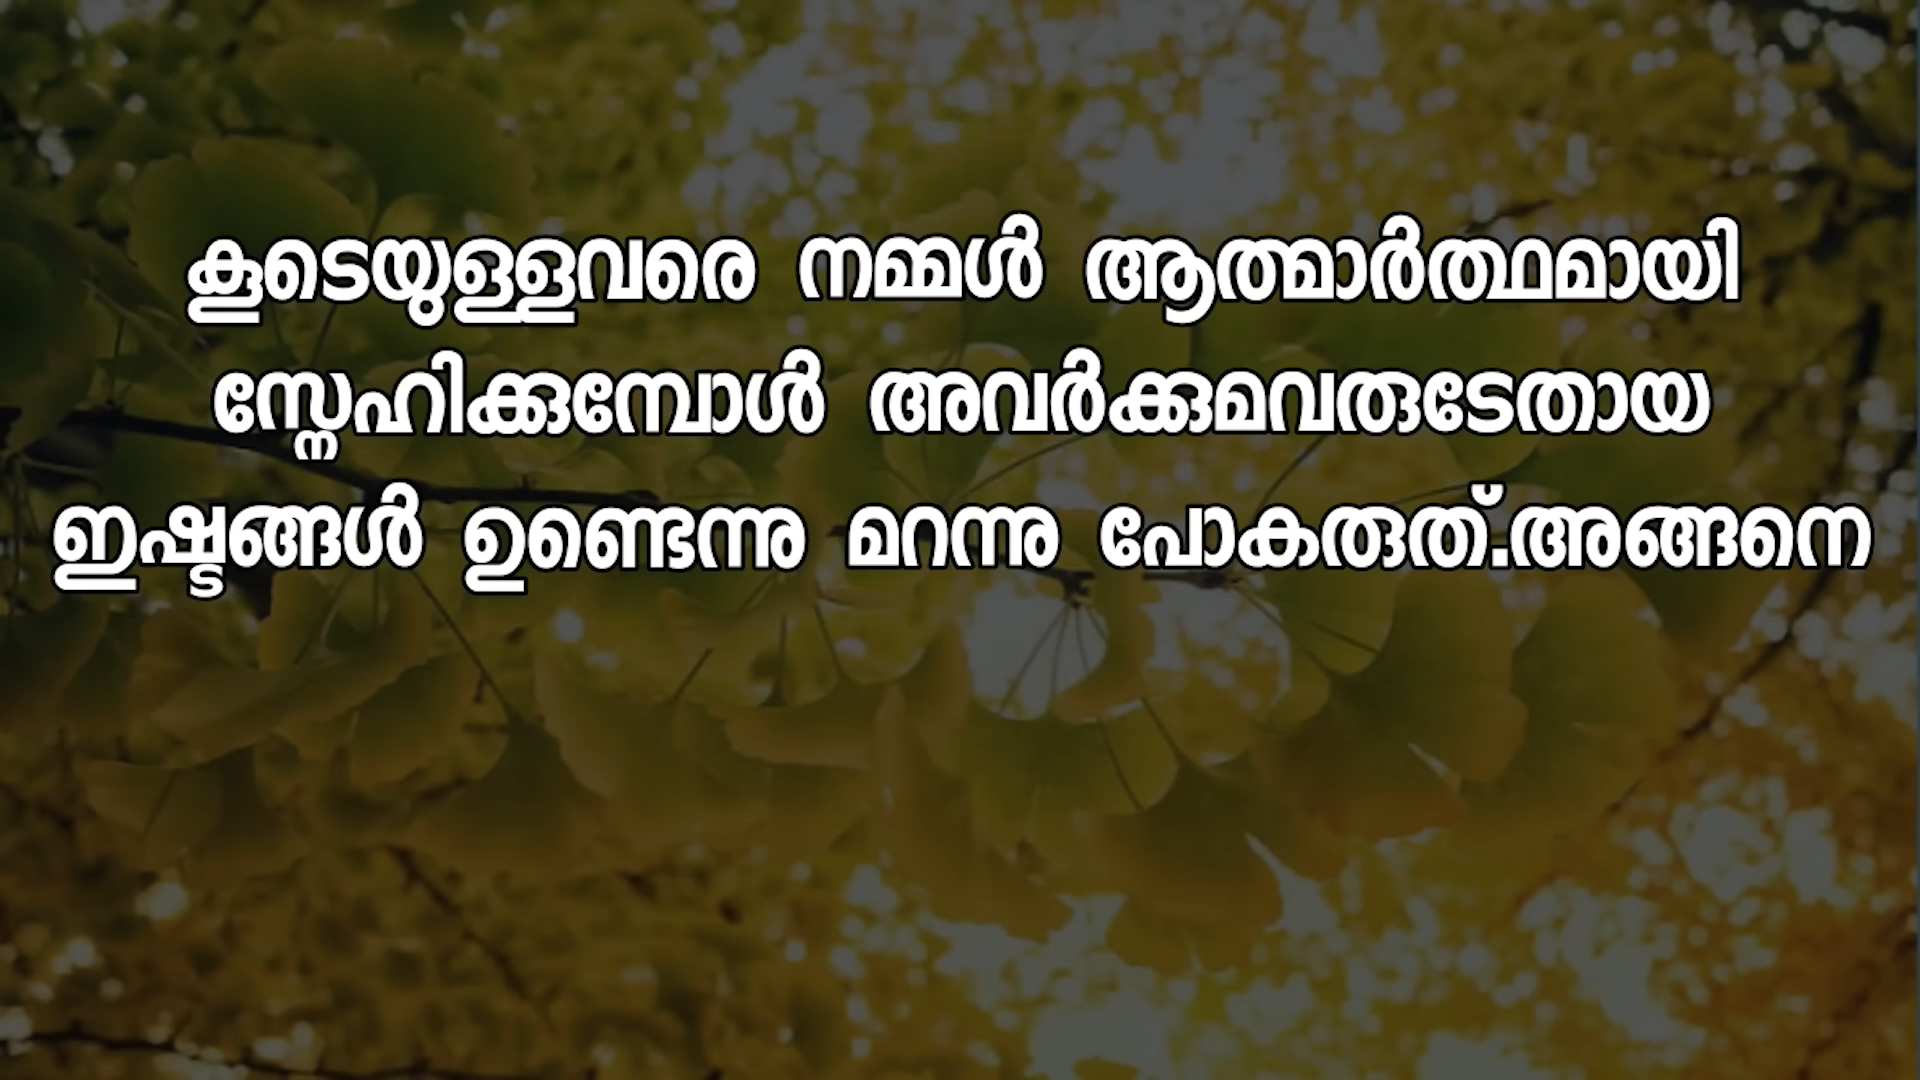 കൂടെയുള്ളവരെ നമ്മൾ ആത്മാർത്ഥമായി
സ്നേഹിക്കുമ്പോൾ അവർക്കുമവരുടേതായ
ഇഷ്ടങ്ങൾ ഉണ്ടെന്നു മറന്നു പോകരുത്.അങ്ങനെ